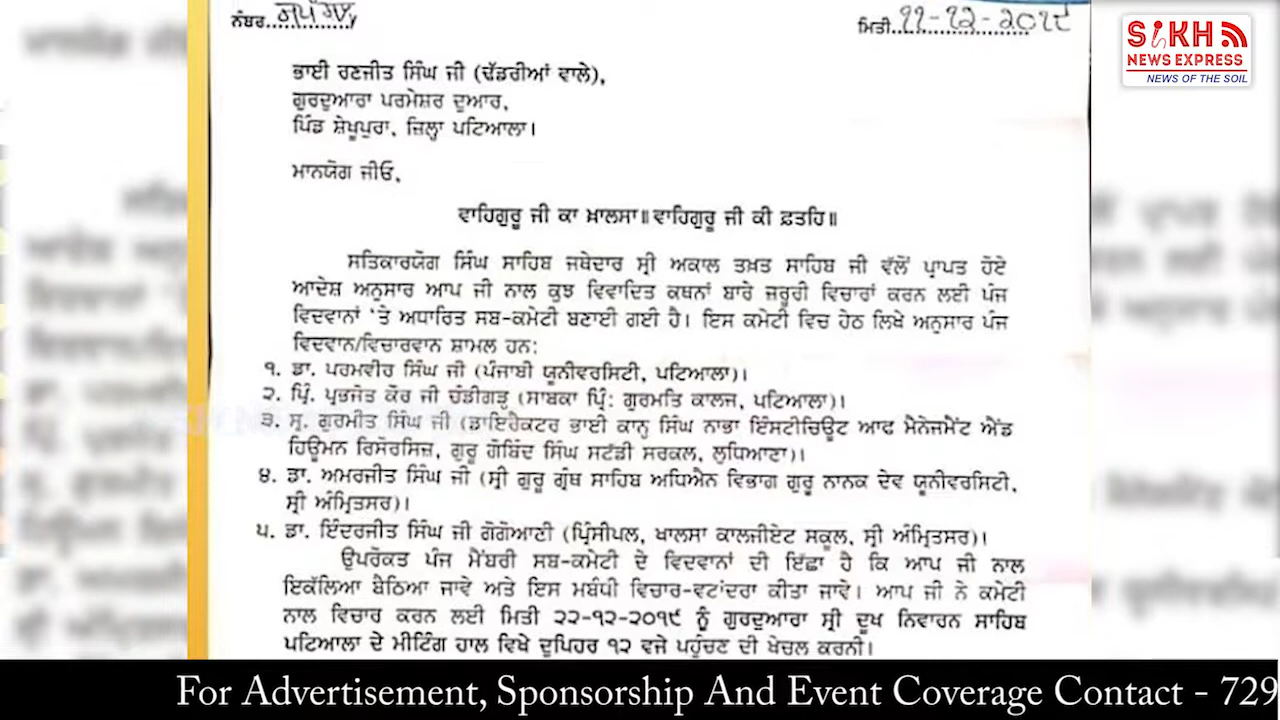 ਨੰਬਰ
ਮਿਤੀ 11-12-2019
SIKH
NEWS EXPRESS
NEWS OF THE SOIL
ਭਾਈ ਰਣਜੀਤ ਸਿੰਘ ਜੀ (ਢੱਡਰੀਆਂ ਵਾਲੇ),
ਗੁਰਦੁਆਰਾ ਪਰਮੇਸ਼ਰ ਦੁਆਰ,
ਪਿੰਡ ਸ਼ੇਖੂਪੁਰਾ, ਜ਼ਿਲ੍ਹਾ ਪਟਿਆਲਾ।
ਮਾਨਯੋਗ ਜੀਓ,
ਵਾਹਿਗੁਰੂ ਜੀ ਕਾ ਖ਼ਾਲਸਾ॥ ਵਾਹਿਗੁਰੂ ਜੀ ਕੀ ਫ਼ਤਹਿ॥
ਸਤਿਕਾਰਯੋਗ ਸਿੰਘ ਸਾਹਿਬ ਜਥੇਦਾਰ ਸ੍ਰੀ ਅਕਾਲ ਤਖ਼ਤ ਸਾਹਿਬ ਜੀ ਵੱਲੋਂ ਪ੍ਰਾਪਤ ਹੋਏ
ਆਦੇਸ਼ ਅਨੁਸਾਰ ਆਪ ਜੀ ਨਾਲ ਕੁਝ ਵਿਵਾਦਿਤ ਕਥਨਾਂ ਬਾਰੇ ਜ਼ਰੂਰੀ ਵਿਚਾਰਾਂ ਕਰਨ ਲਈ ਪੰਜ
ਵਿਦਵਾਨਾਂ 'ਤੇ ਅਧਾਰਿਤ ਸਬ-ਕਮੇਟੀ ਬਣਾਈ ਗਈ ਹੈ। ਇਸ ਕਮੇਟੀ ਵਿਚ ਹੇਠ ਲਿਖੇ ਅਨੁਸਾਰ ਪੰਜ
ਵਿਦਵਾਨ/ਵਿਚਾਰਵਾਨ ਸ਼ਾਮਲ ਹਨ:
੧. ਡਾ. ਪਰਮਵੀਰ ਸਿੰਘ ਜੀ (ਪੰਜਾਬੀ ਯੂਨੀਵਰਸਿਟੀ, ਪਟਿਆਲਾ)।
੨. ਪ੍ਰਿੰ. ਪ੍ਰਭਜੋਤ ਕੌਰ ਜੀ ਚੰਡੀਗੜ੍ਹ (ਸਾਬਕਾ ਪ੍ਰਿੰ: ਗੁਰਮਤਿ ਕਾਲਜ, ਪਟਿਆਲਾ)।
੩. ਸ੍ਰ. ਗੁਰਮੀਤ ਸਿੰਘ ਜੀ (ਡਾਇਰੈਕਟਰ ਭਾਈ ਕਾਨ੍ਹ ਸਿੰਘ ਨਾਭਾ ਇੰਸਟੀਚਿਊਟ ਆਫ ਮੈਨੇਜਮੈਂਟ ਐਂਡ
ਹਿਊਮਨ ਰਿਸੋਰਸਿਜ਼, ਗੁਰੂ ਗੋਬਿੰਦ ਸਿੰਘ ਸਟੱਡੀ ਸਰਕਲ, ਲੁਧਿਆਣਾ)।
੪. ਡਾ. ਅਮਰਜੀਤ ਸਿੰਘ ਜੀ (ਸ੍ਰੀ ਗੁਰੂ ਗ੍ਰੰਥ ਸਾਹਿਬ ਅਧਿਐਨ ਵਿਭਾਗ ਗੁਰੂ ਨਾਨਕ ਦੇਵ ਯੂਨੀਵਰਸਿਟੀ,
ਸ੍ਰੀ ਅੰਮ੍ਰਿਤਸਰ)।
੫. ਡਾ. ਇੰਦਰਜੀਤ ਸਿੰਘ ਜੀ ਗੋਗੋਆਣੀ (ਪ੍ਰਿੰਸੀਪਲ, ਖਾਲਸਾ ਕਾਲਜੀਏਟ ਸਕੂਲ, ਸ੍ਰੀ ਅੰਮ੍ਰਿਤਸਰ)।
ਉਪਰੋਕਤ ਪੰਜ ਮੈਂਬਰੀ ਸਬ-ਕਮੇਟੀ ਦੇ ਵਿਦਵਾਨਾਂ ਦੀ ਇੱਛਾ ਹੈ ਕਿ ਆਪ ਜੀ ਨਾਲ
ਇਕੱਲਿਆ ਬੈਠਿਆ ਜਾਵੇ ਅਤੇ ਇਸ ਸਬੰਧੀ ਵਿਚਾਰ-ਵਟਾਂਦਰਾ ਕੀਤਾ ਜਾਵੇ। ਆਪ ਜੀ ਨੇ ਕਮੇਟੀ
ਨਾਲ ਵਿਚਾਰ ਕਰਨ ਲਈ ਮਿਤੀ ੨੨-੧੨-੨੦੧੯ ਨੂੰ ਗੁਰਦੁਆਰਾ ਸ੍ਰੀ ਦੂਖ ਨਿਵਾਰਨ ਸਾਹਿਬ
ਪਟਿਆਲਾ ਦੇ ਮੀਟਿੰਗ ਹਾਲ ਵਿਖੇ ਦੁਪਿਹਰ ੧੨ ਵਜੇ ਪਹੁੰਚਣ ਦੀ ਖੇਚਲ ਕਰਨੀ।
For Advertisement, Sponsorship And Event Coverage Contact - 729